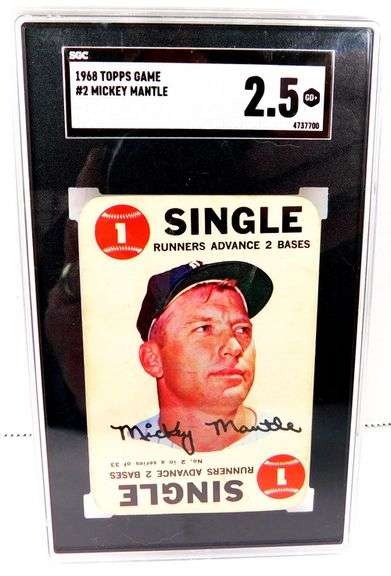 SGC
1968 TOPPS GAME
#2 MICKEY MANTLE
2.5 GD+
4737700
1 SINGLE
RUNNERS ADVANCE 2 BASES
Mickey Mantle
No. 2 in a series of 33
1 SINGLE
RUNNERS ADVANCE 2 BASES